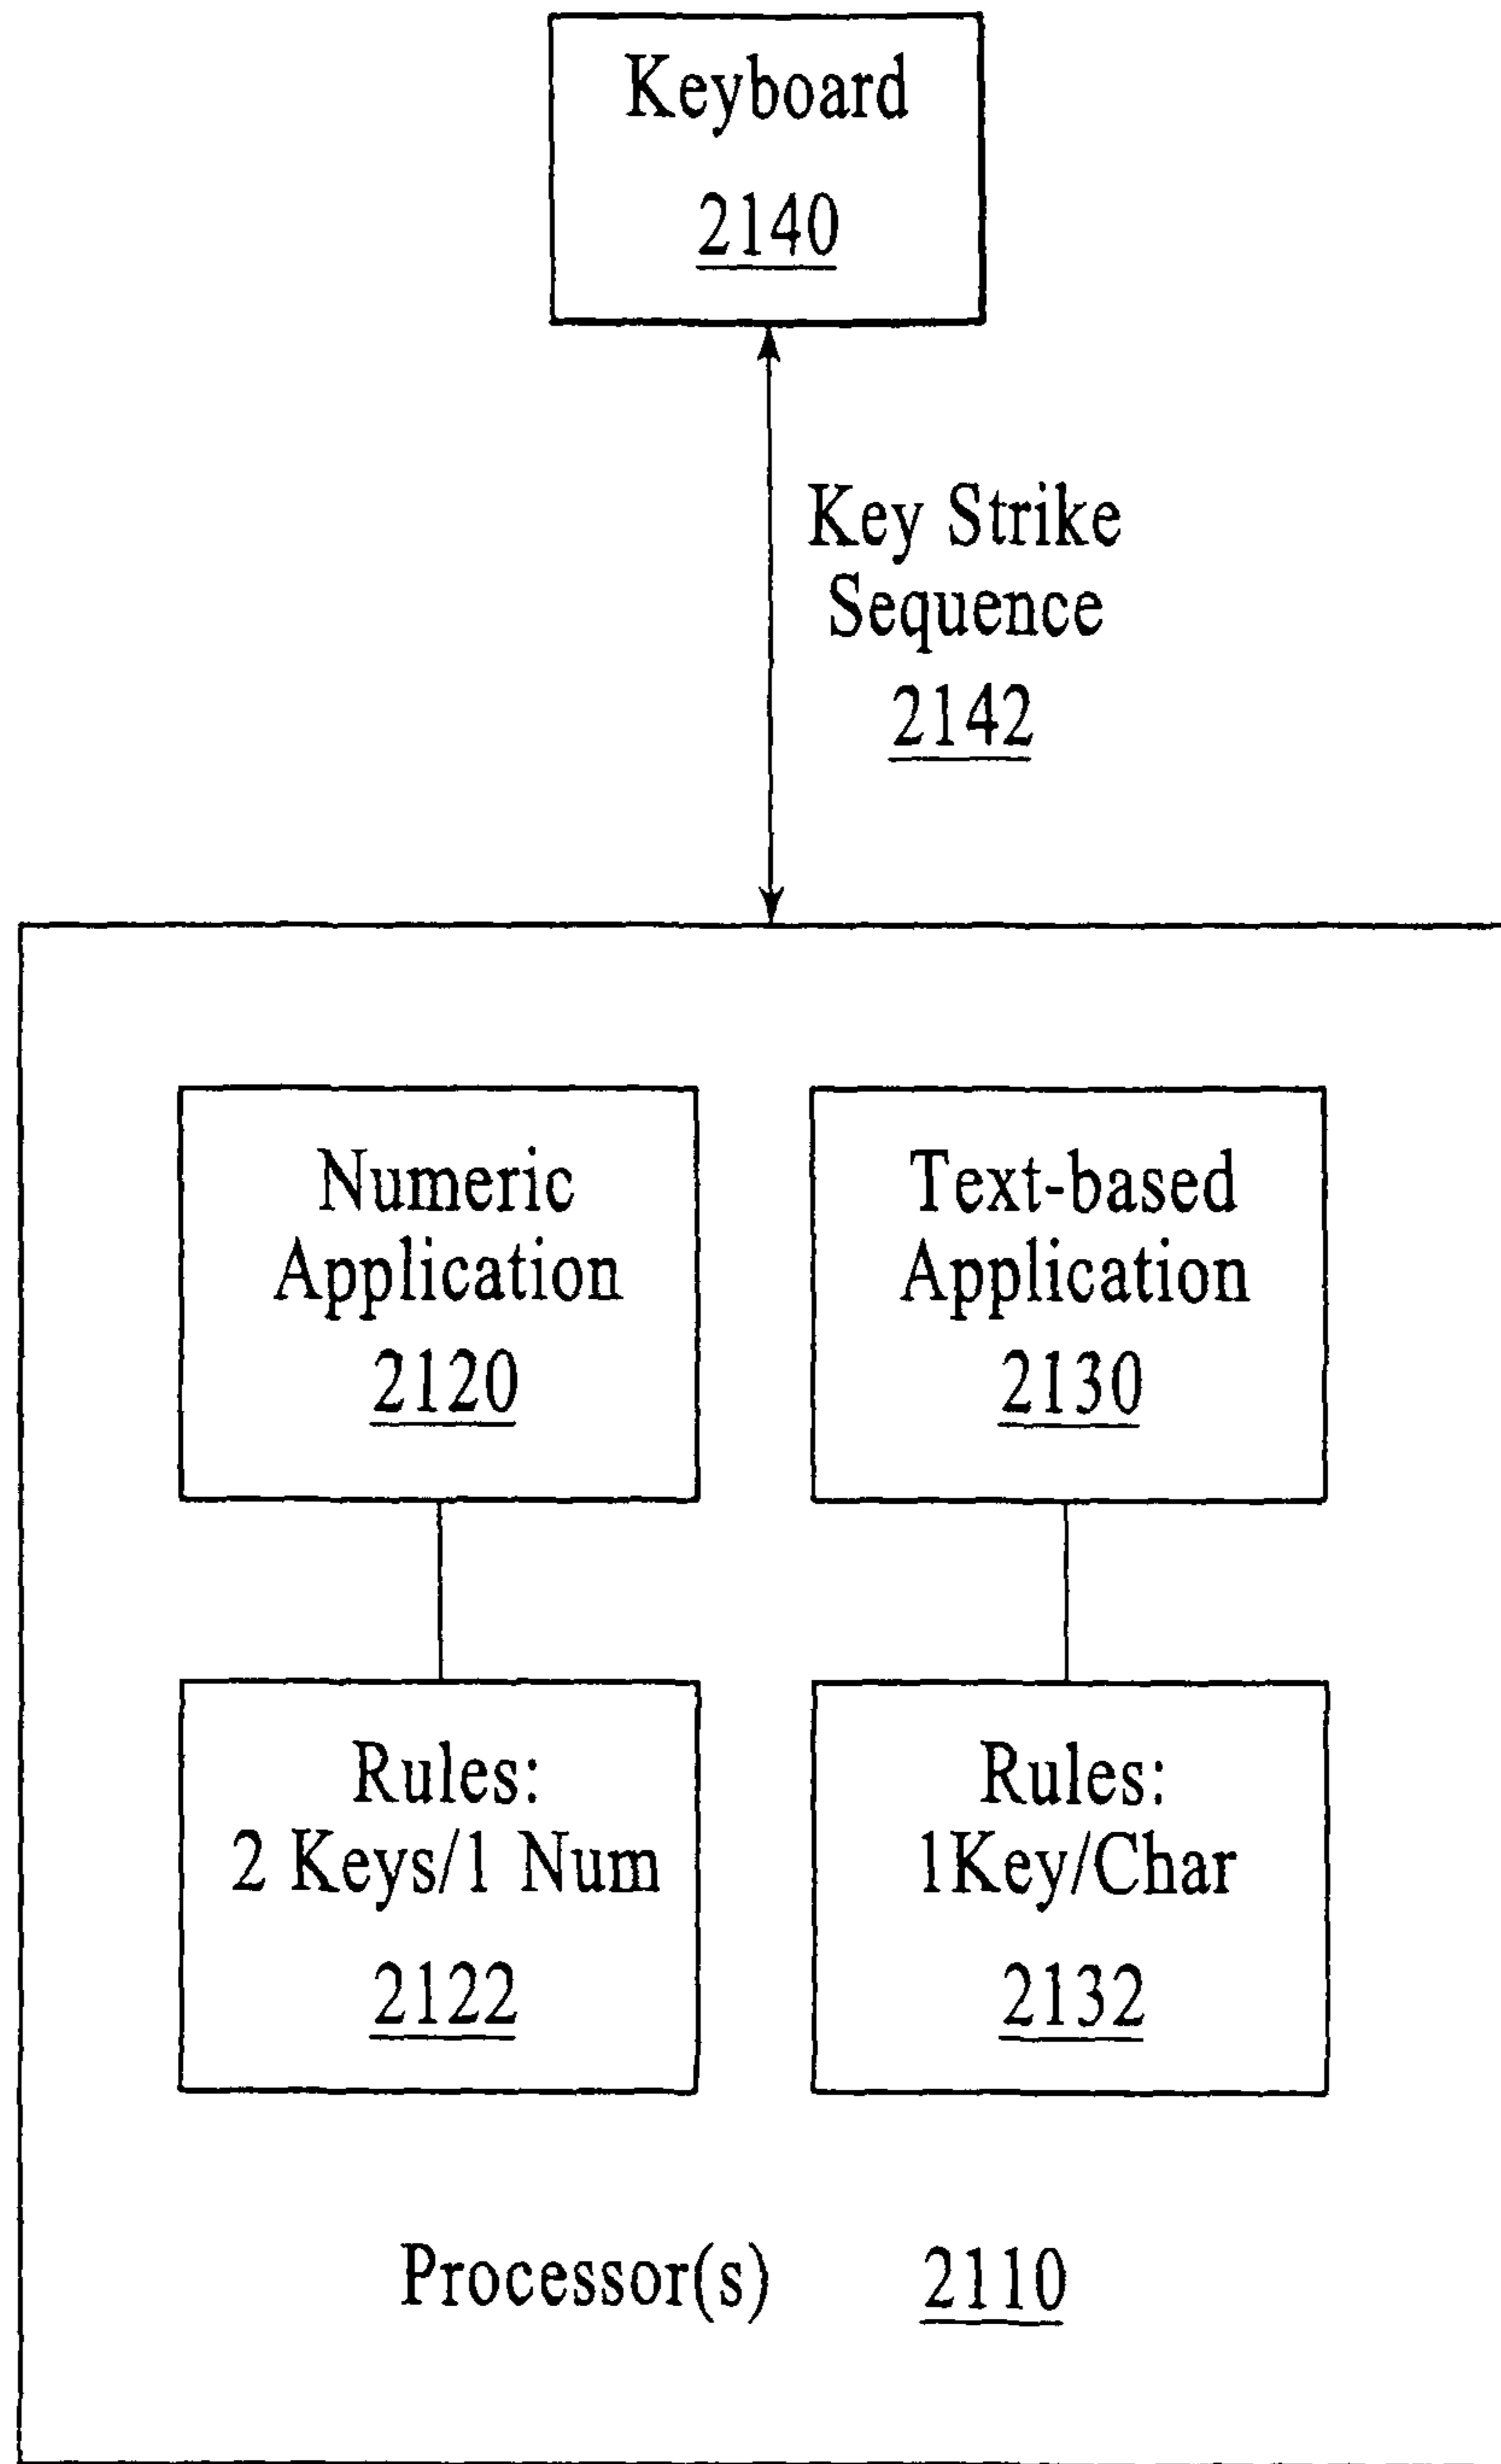 Keyboard
2140
Key Strike
Sequence
2142
Numeric
Application
2120
Text-based
Application
2130
Rules:
2 Keys/1 Num
2122
Rules:
1Key/Char
2132
Processor(s) 2110